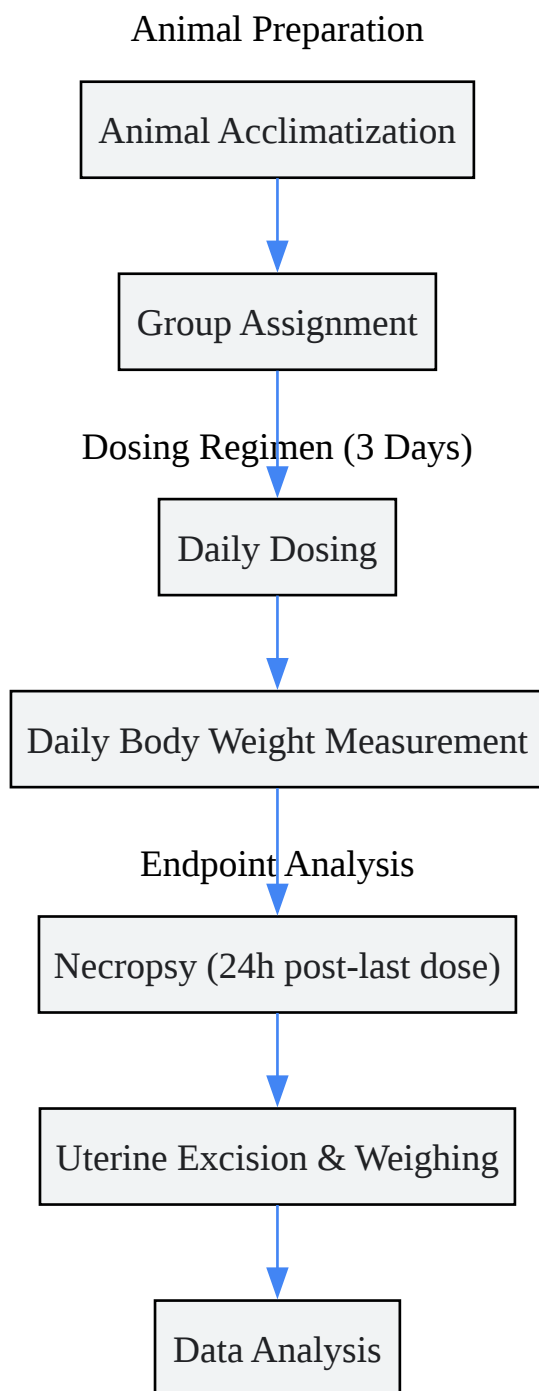 Animal Preparation
Animal Acclimatization
Group Assignment
Dosing Regimen (3 Days)
Daily Dosing
Daily Body Weight Measurement
Endpoint Analysis
Necropsy (24h post-last dose)
Uterine Excision & Weighing
Data Analysis